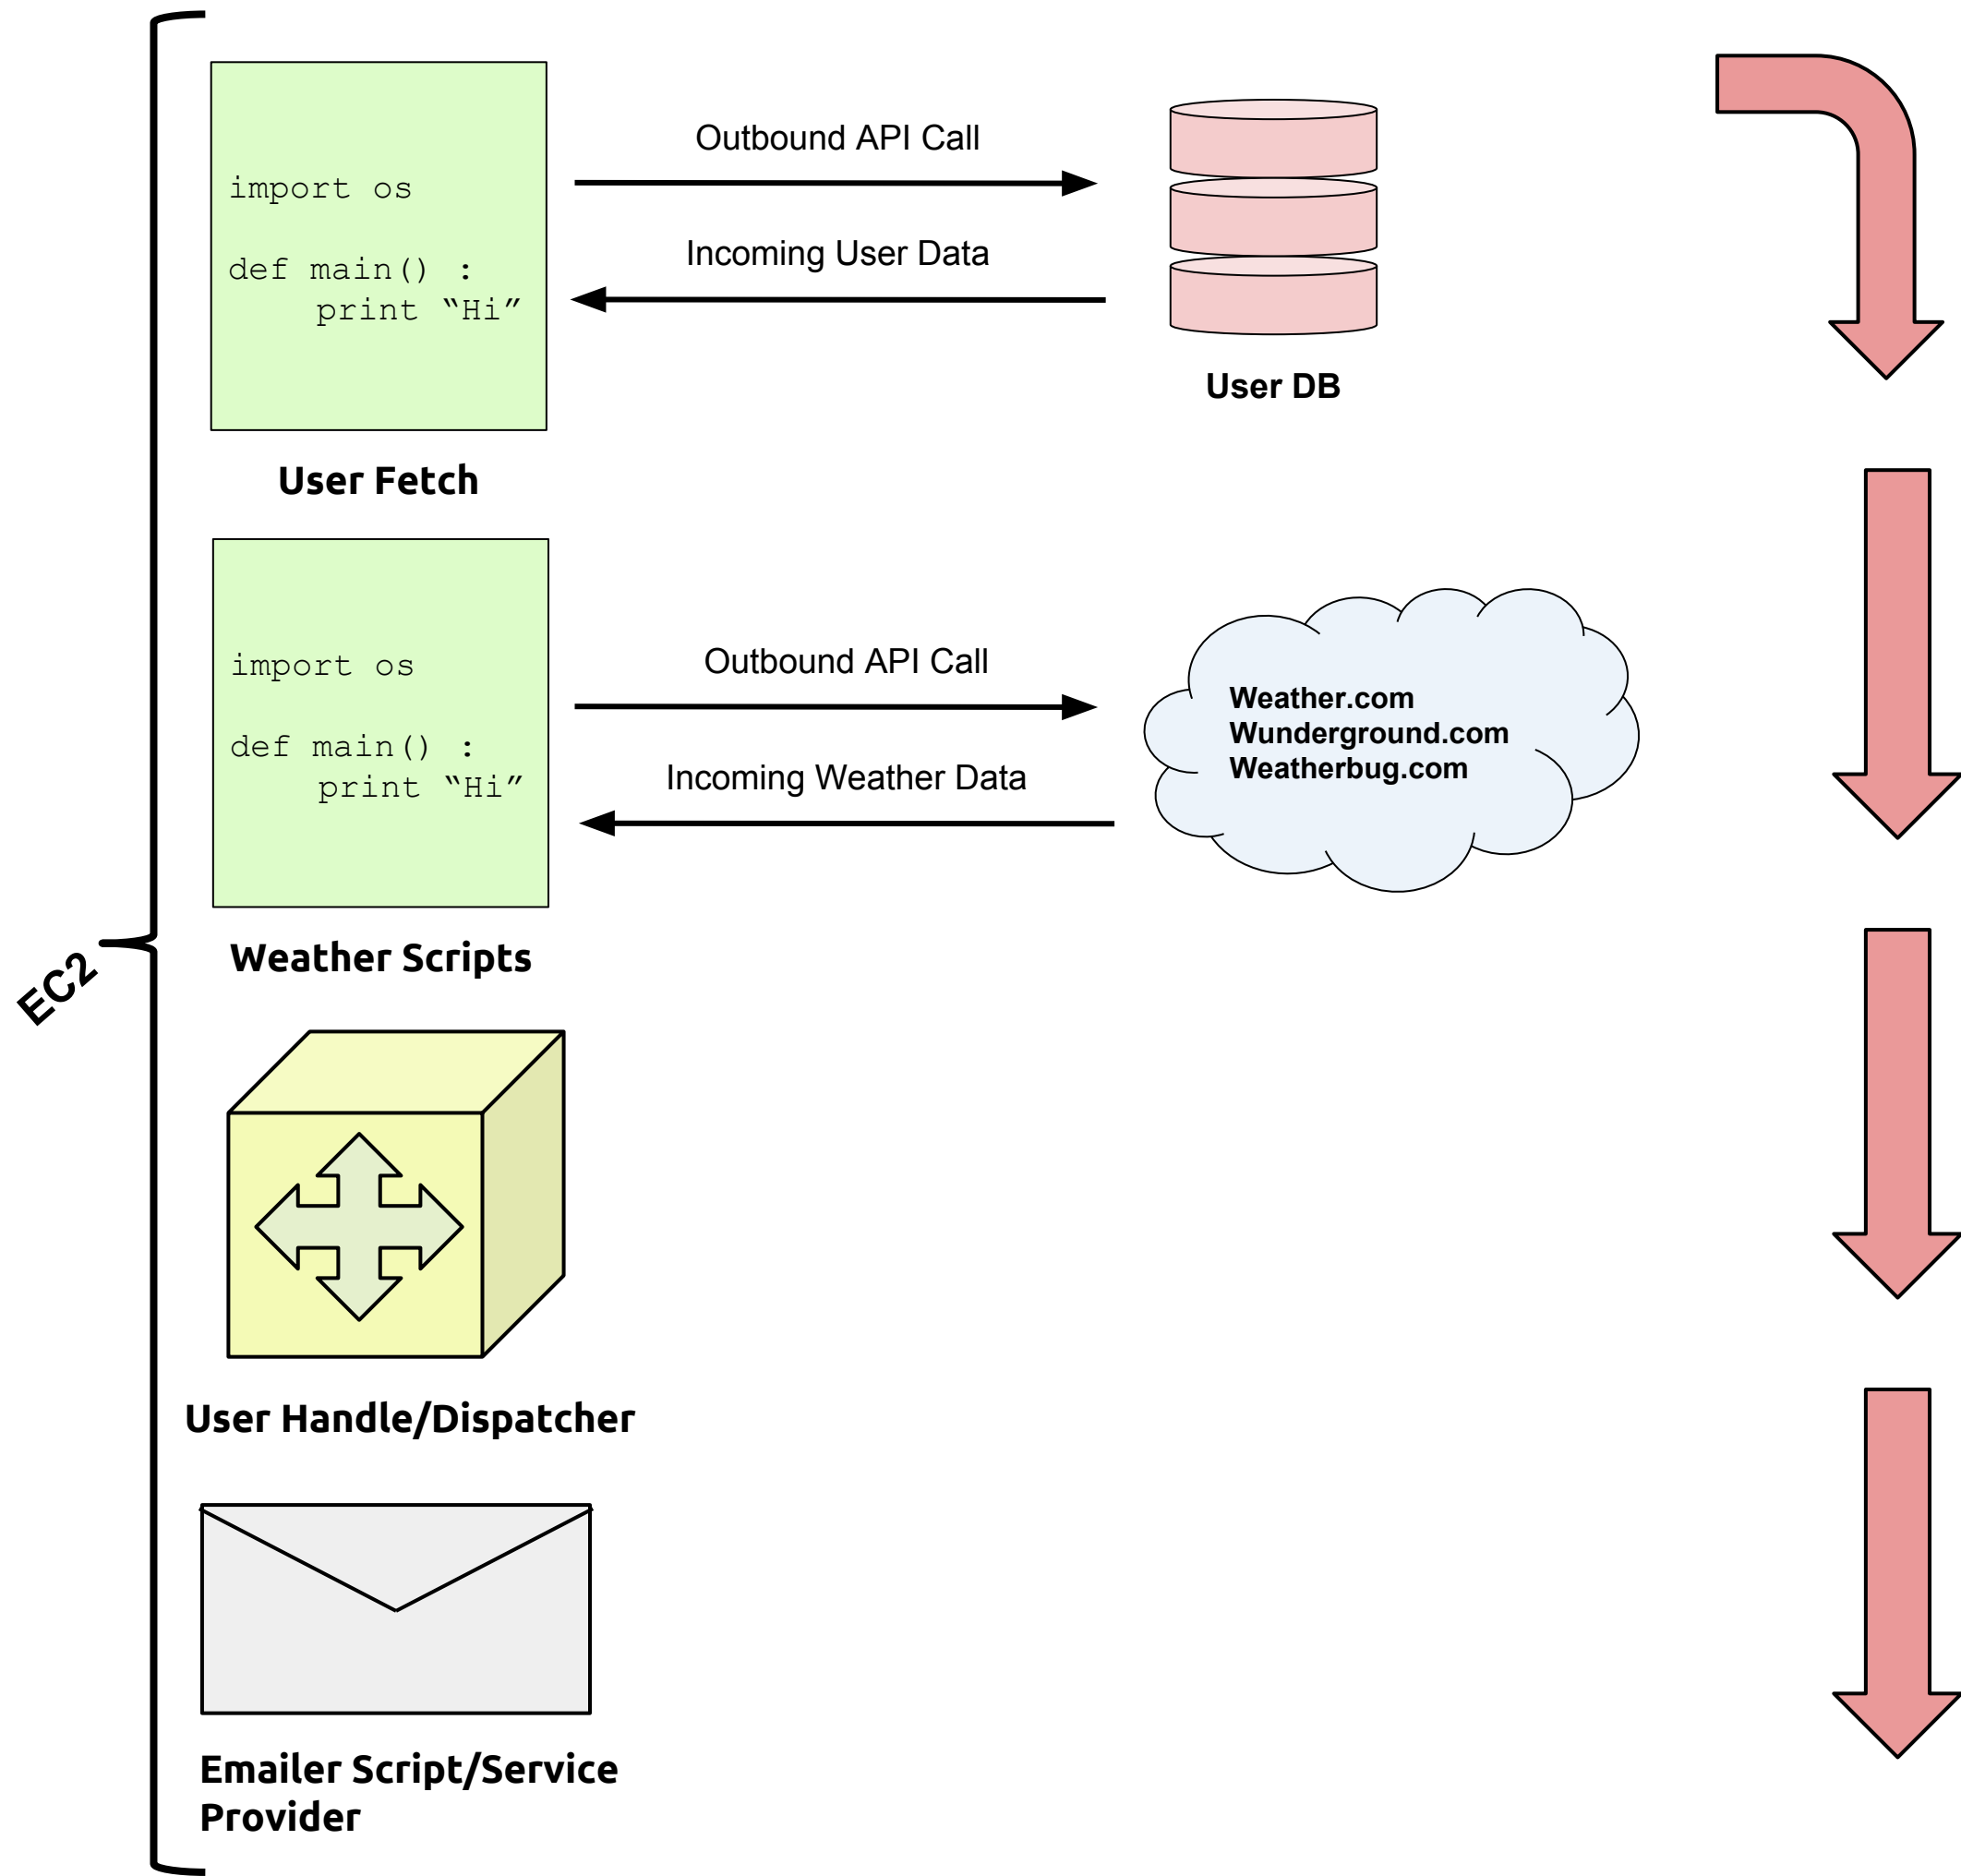 import os
def main() :
print “Hi”
Outbound API Call
Incoming User Data
User DB
User Fetch
import os
def main() :
print “Hi”
Outbound API Call
Incoming Weather Data
Weather.com
Wunderground.com
Weatherbug.com
Weather Scripts
EC2
User Handle/Dispatcher
Emailer Script/Service
Provider